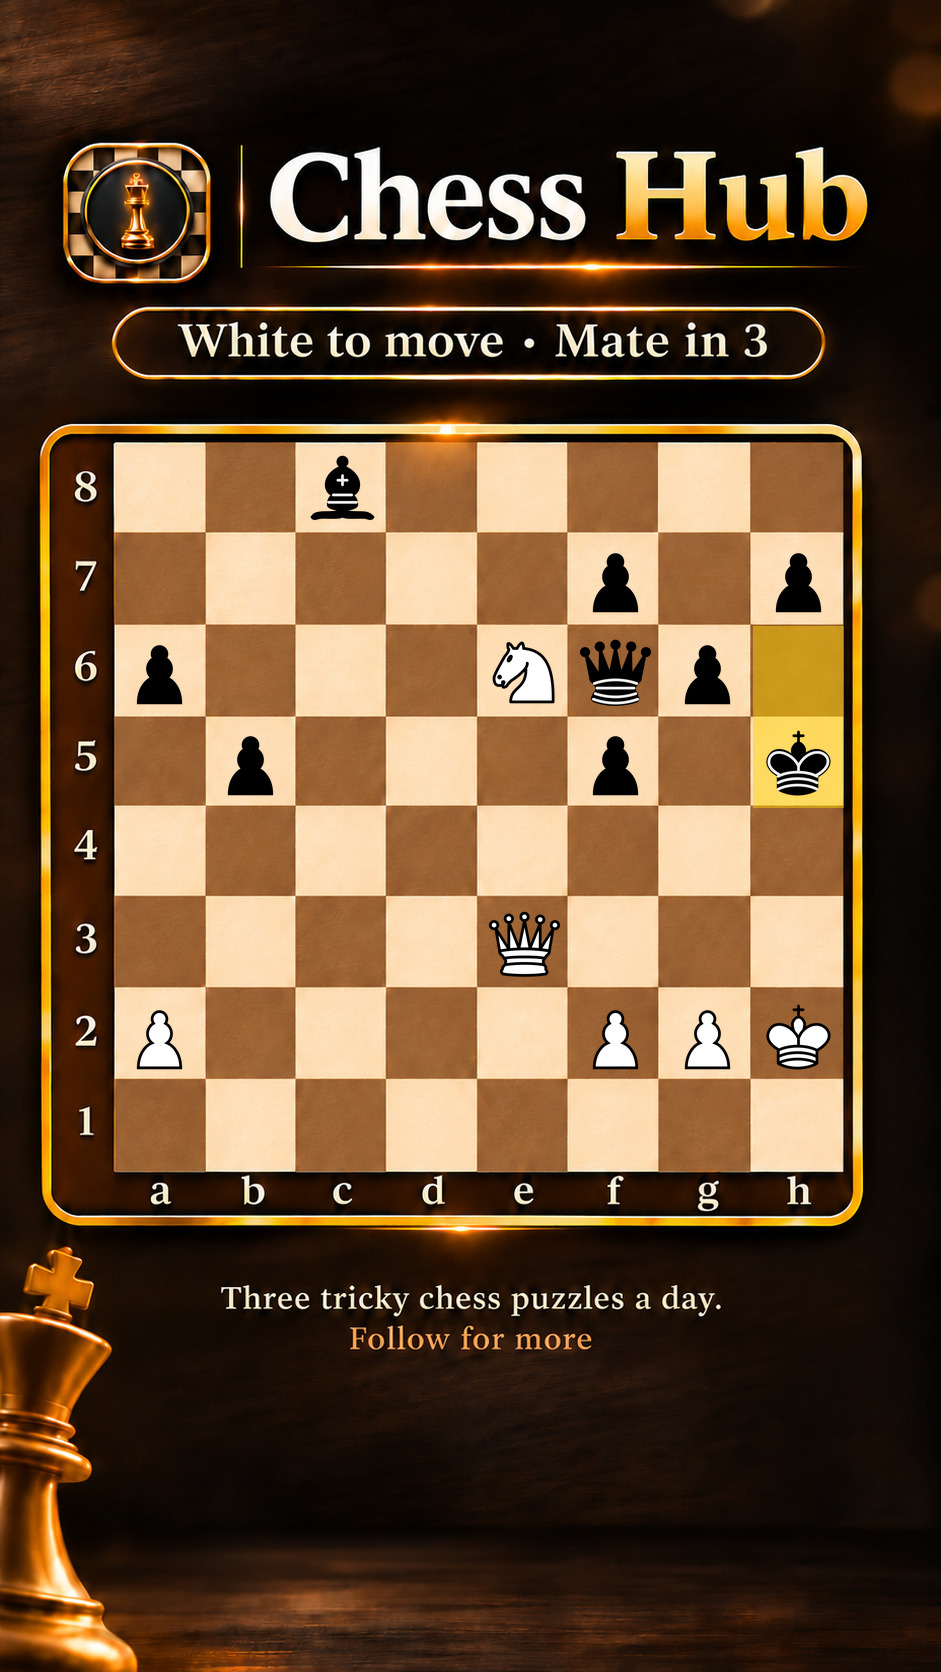 Chess Hub
White to move • Mate in 3
8
7
6
5
4
3
2
1
a b c d e f g h
Three tricky chess puzzles a day.
Follow for more